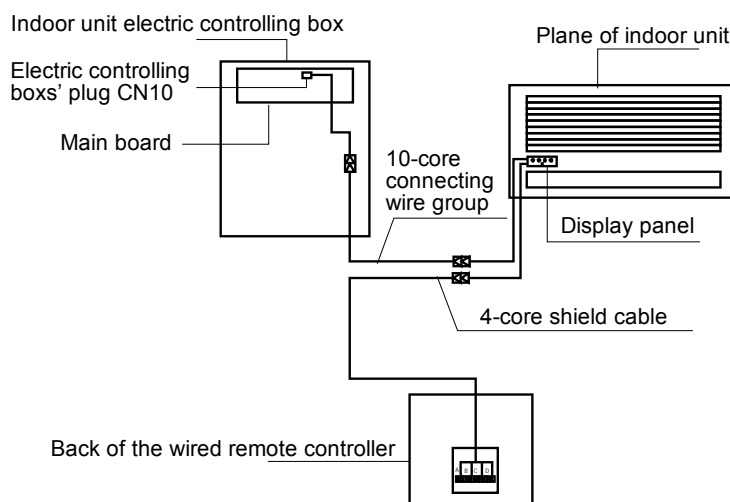 Indoor unit electric controlling box
Plane of indoor unit
Electric controlling
boxs' plug CN10
Main board
10-core
connecting
wire group
Display panel
4-core shield cable
Back of the wired remote controller
A B C D